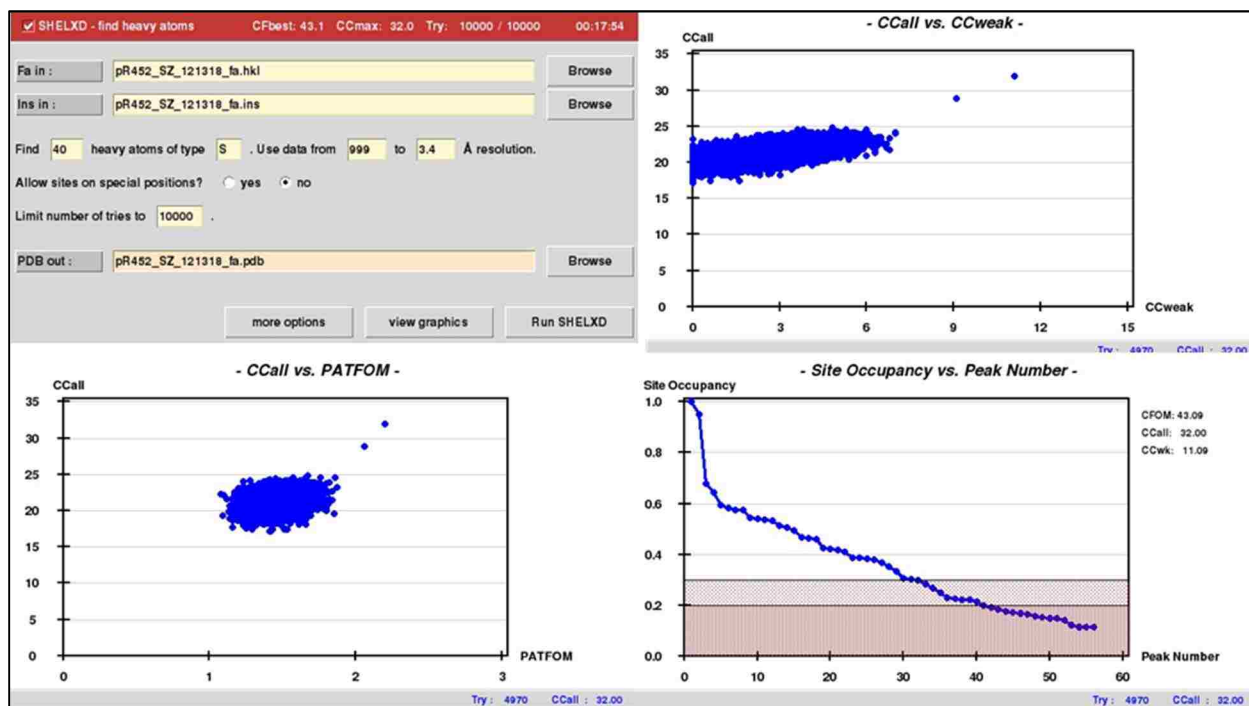 SHELXD - find heavy atoms CFbest: 43.1 CCmax: 32.0 Try: 10000 / 10000 00:17:54
Fa in : pR452_SZ_121318_fa.hkl Browse
Ins in : pR452_SZ_121318_fa.ins Browse
Find 40 heavy atoms of type S . Use data from 999 to 3.4 Å resolution.
Allow sites on special positions? yes no
Limit number of tries to 10000 .
PDB out : pR452_SZ_121318_fa.pdb Browse
more options view graphics Run SHELXD
- CCall vs. CCweak -
CCall
35
30
25
20
15
10
5
0
0 3 6 9 12 15
CCweak
Try : 4970 CCall : 32.00
- CCall vs. PATFOM -
CCall
35
30
25
20
15
10
5
0
0 1 2 3
PATFOM
Try : 4970 CCall : 32.00
- Site Occupancy vs. Peak Number -
Site Occupancy
1.0
0.8
0.6
0.4
0.2
0.0
0 10 20 30 40 50 60
Peak Number
CFOM: 43.09
CCall: 32.00
CCwk: 11.09
Try : 4970 CCall : 32.00